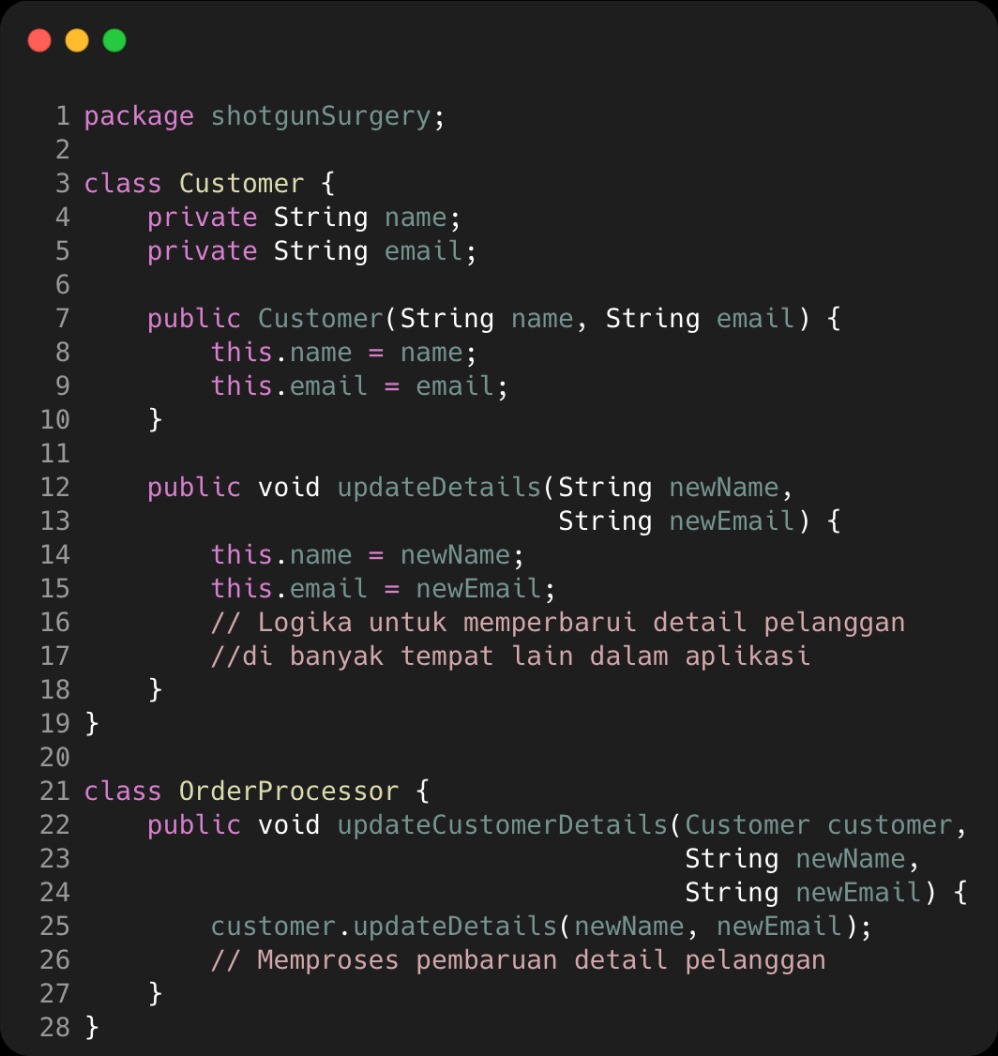 1 package shotgunSurgery;
2
3 class Customer {
4     private String name;
5     private String email;
6
7     public Customer(String name, String email) {
8         this.name = name;
9         this.email = email;
10     }
11
12     public void updateDetails(String newName,
13                               String newEmail) {
14         this.name = newName;
15         this.email = newEmail;
16         // Logika untuk memperbarui detail pelanggan
17         //di banyak tempat lain dalam aplikasi
18     }
19 }
20
21 class OrderProcessor {
22     public void updateCustomerDetails(Customer customer,
23                                       String newName,
24                                       String newEmail) {
25         customer.updateDetails(newName, newEmail);
26         // Memproses pembaruan detail pelanggan
27     }
28 }